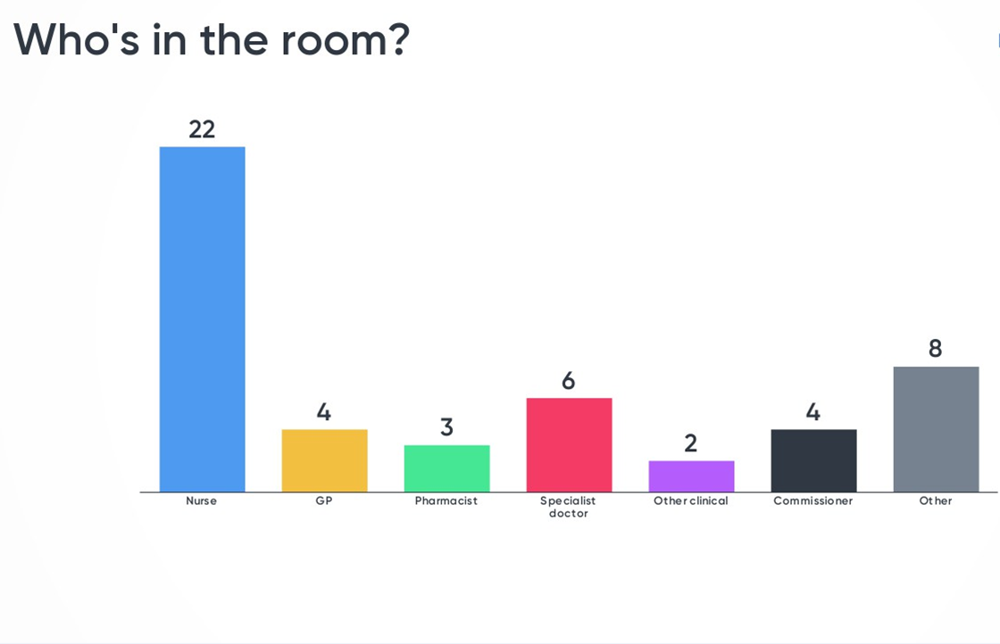 Who's in the room?
22
4
3
6
2
4
8
Nurse
GP
Pharmacist
Specialist
doctor
Other clinical
Commissioner
Other